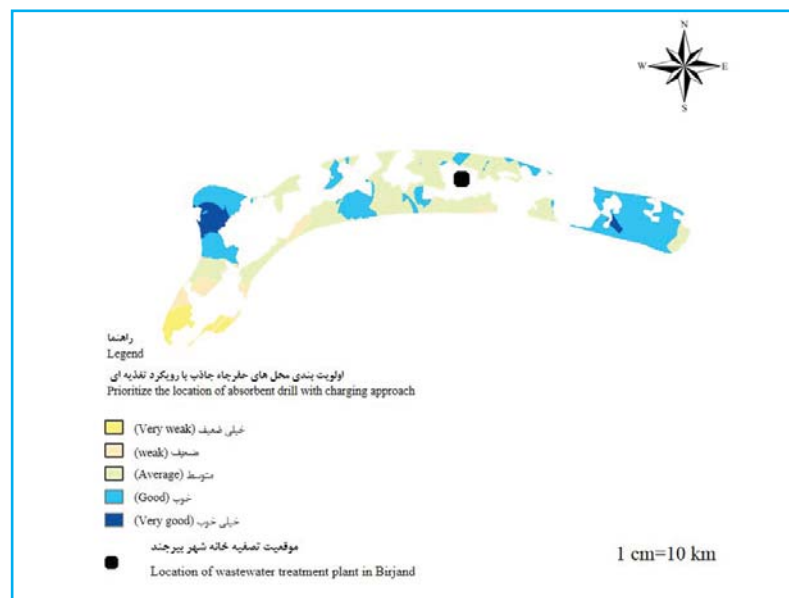 N
W E
S
راهنما
Legend
اولویت بندی محل های حفرچاه جاذب با رویکرد تغذیه ای
Prioritize the location of absorbent drill with charging approach
خیلی ضعیف (Very weak)
ضعیف (weak)
متوسط (Average)
خوب (Good)
خیلی خوب (Very good)
موقعیت تصفیه خانه شهر بیرجند
Location of wastewater treatment plant in Birjand
1 cm=10 km